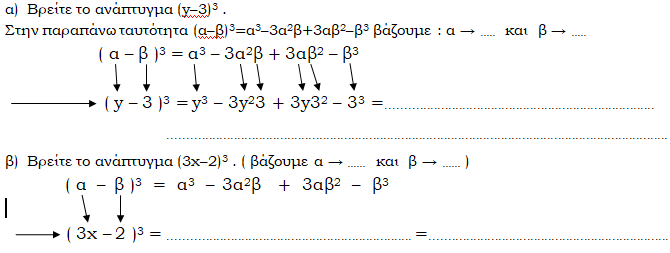 α) Βρείτε το ανάπτυγμα (y–3)³ .
Στην παραπάνω ταυτότητα (α–β)³=α³–3α²β+3αβ²–β³ βάζουμε : α → ..... και β → .....
( α – β )³ = α³ – 3α²β + 3αβ² – β³
( y – 3 )³ = y³ – 3y²3 + 3y3² – 3³ =....................................................................
....................................................................................................................
β) Βρείτε το ανάπτυγμα (3x–2)³ . ( βάζουμε α → ...... και β → ...... )
( α – β )³ = α³ – 3α²β + 3αβ² – β³
( 3x – 2 )³ = .............................................................. =............................................................